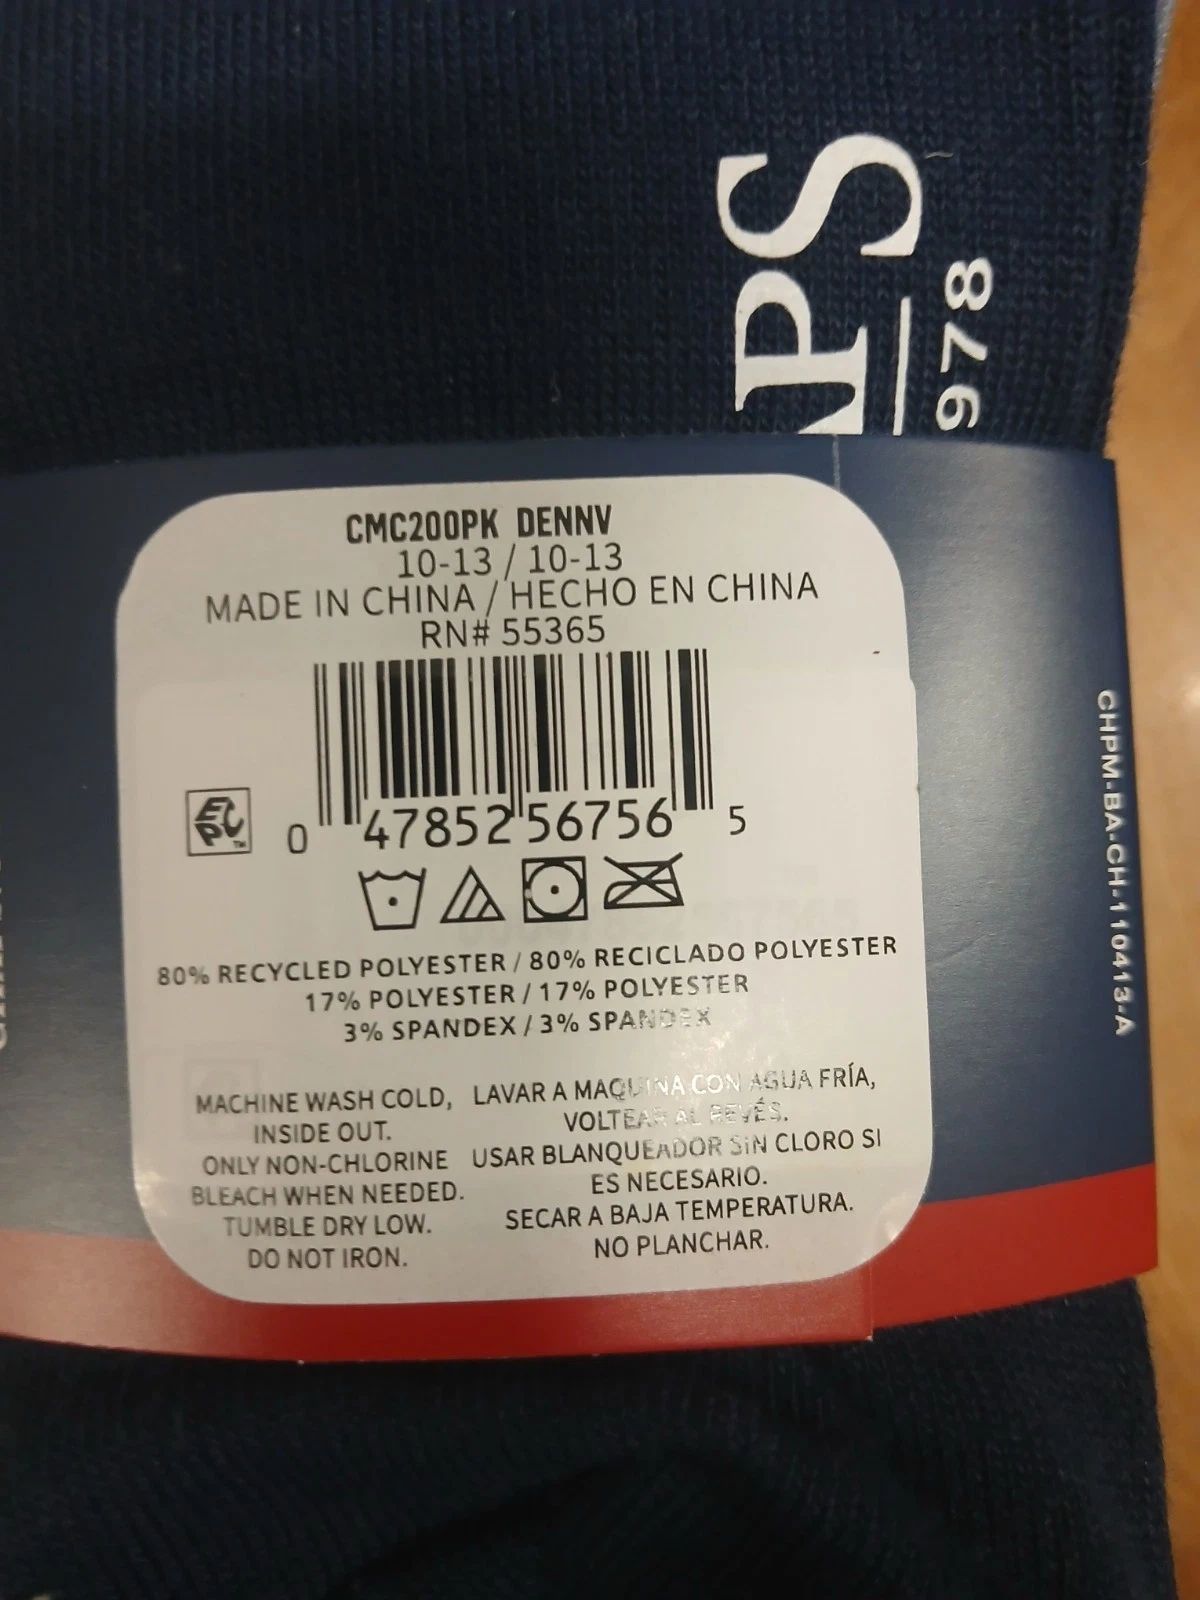 PS
978
CMC200PK DENNV
10-13 / 10-13
MADE IN CHINA / HECHO EN CHINA
RN# 55365
0 47852 56756 5
EC
PC™
80% RECYCLED POLYESTER / 80% RECICLADO POLYESTER
17% POLYESTER / 17% POLYESTER
3% SPANDEX / 3% SPANDEX
MACHINE WASH COLD,
INSIDE OUT.
ONLY NON-CHLORINE
BLEACH WHEN NEEDED.
TUMBLE DRY LOW.
DO NOT IRON.
LAVAR A MAQUINA CON AGUA FRÍA,
VOLTEAR AL REVÉS.
USAR BLANQUEADOR SIN CLORO SI
ES NECESARIO.
SECAR A BAJA TEMPERATURA.
NO PLANCHAR.
CHPM-BA-CH-110413-A